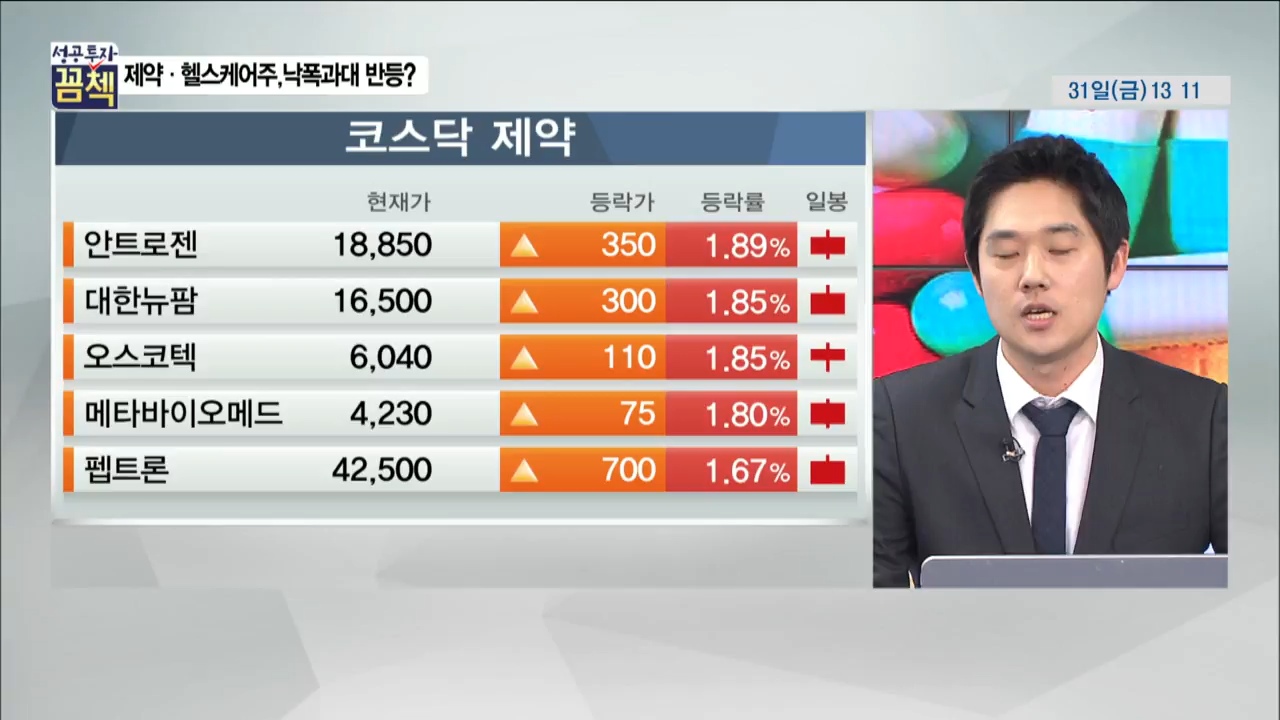 성공투자
꼼첵
제약·헬스케어주,낙폭과대 반등?
31일(금) 13 11
코스닥 제약
현재가 등락가 등락률 일봉
안트로젠 18,850 ▲ 350 1.89%
대한뉴팜 16,500 ▲ 300 1.85%
오스코텍 6,040 ▲ 110 1.85%
메타바이오메드 4,230 ▲ 75 1.80%
펩트론 42,500 ▲ 700 1.67%